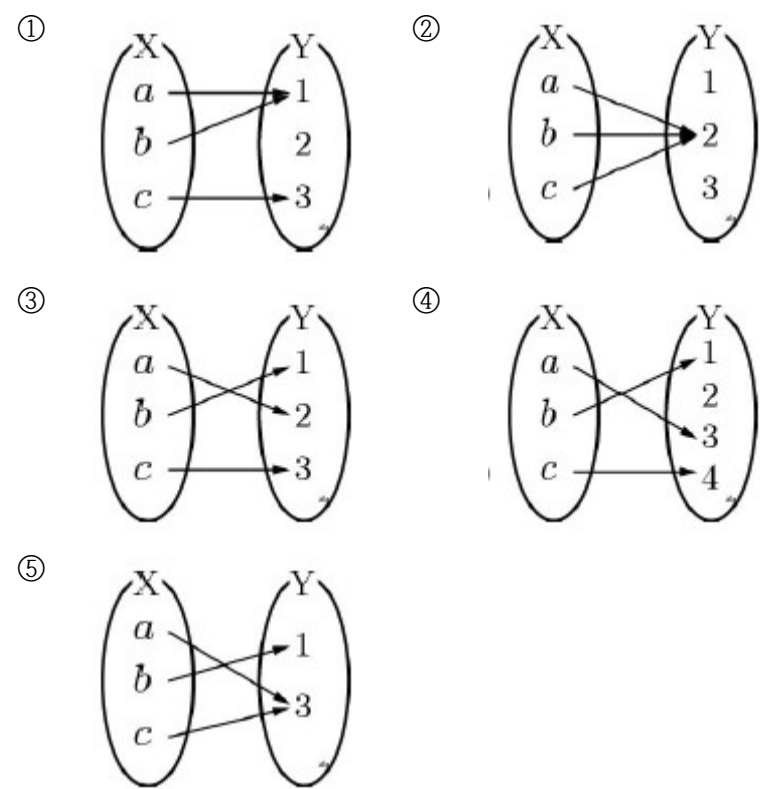 ① ②
X Y X Y
a 1 a 1
b 2 b 2
c 3 c 3
③ ④
X Y X Y
a 1 a 1
b 2 b 2
c 3 c 3
4
⑤
X Y
a 1
b 3
c